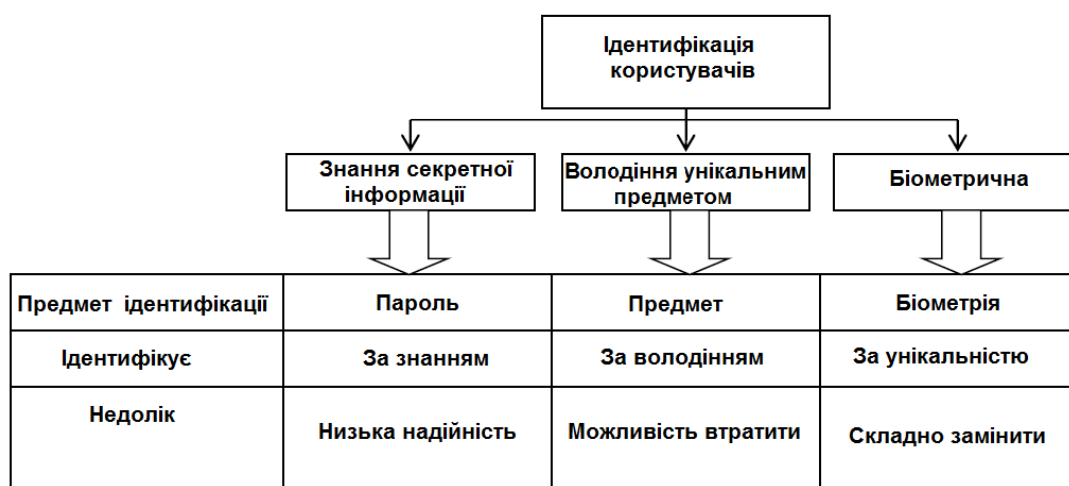 Ідентифікація
користувачів
Знання секретної
інформації
Володіння унікальним
предметом
Біометрична
Предмет ідентифікації
Пароль
Предмет
Біометрія
Ідентифікує
За знанням
За володінням
За унікальністю
Недолік
Низька надійність
Можливість втратити
Складно замінити